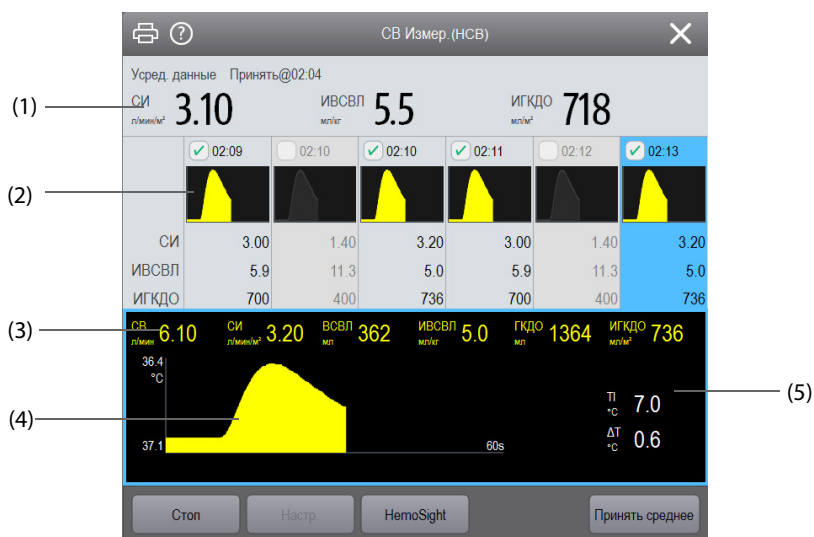 СВ Измер.(НСВ)
Усред. данные Принять@02:04
(1) СИ л/мин/м² 3.10 ИВСВЛ мл/кг 5.5 ИГКДО мл/м² 718
02:09 02:10 02:10 02:11 02:12 02:13
(2)
СИ 3.00 1.40 3.20 3.00 1.40 3.20
ИВСВЛ 5.9 11.3 5.0 5.9 11.3 5.0
ИГКДО 700 400 736 700 400 736
(3) СВ л/мин 6.10 СИ л/мин/м² 3.20 ВСВЛ мл 362 ИВСВЛ мл/кг 5.0 ГКДО мл 1364 ИГКДО мл/м² 736
36.4
°C
TI °C 7.0 (5)
(4)
ΔT °C 0.6
37.1 60s
Стоп Настр. HemoSight Принять среднее